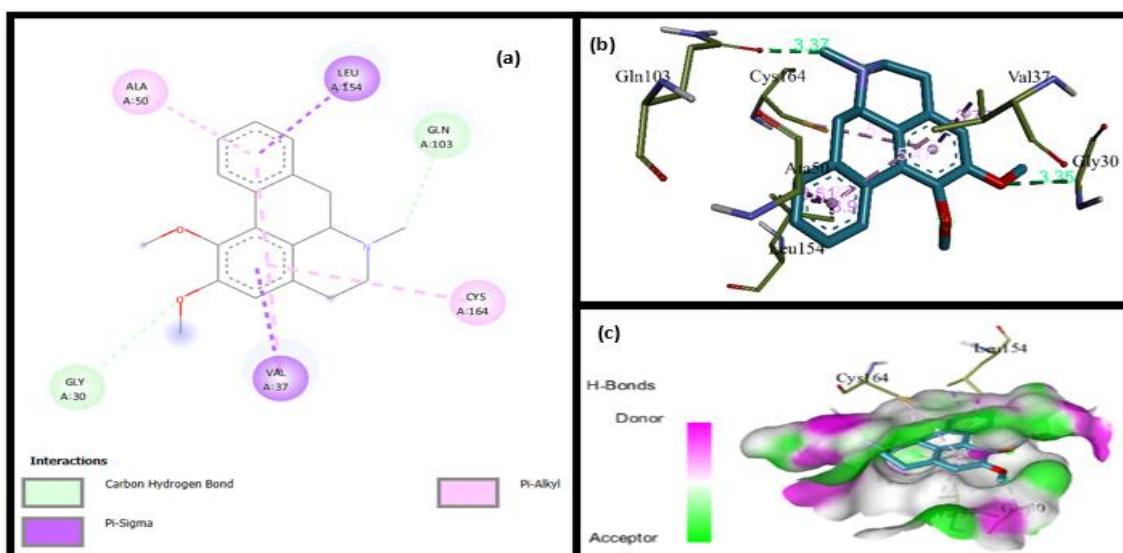 (a)
LEU
A:154
ALA
A:50
GLN
A:103
O
N
O
CYS
A:164
VAL
A:37
GLY
A:30
Interactions
Carbon Hydrogen Bond
Pi-Alkyl
Pi-Sigma
(b)
3.37
Gln103
Cys164
Val37
Gly30
3.35
Ala50
Leu154
(c)
Leu154
Cys164
H-Bonds
Donor
Acceptor